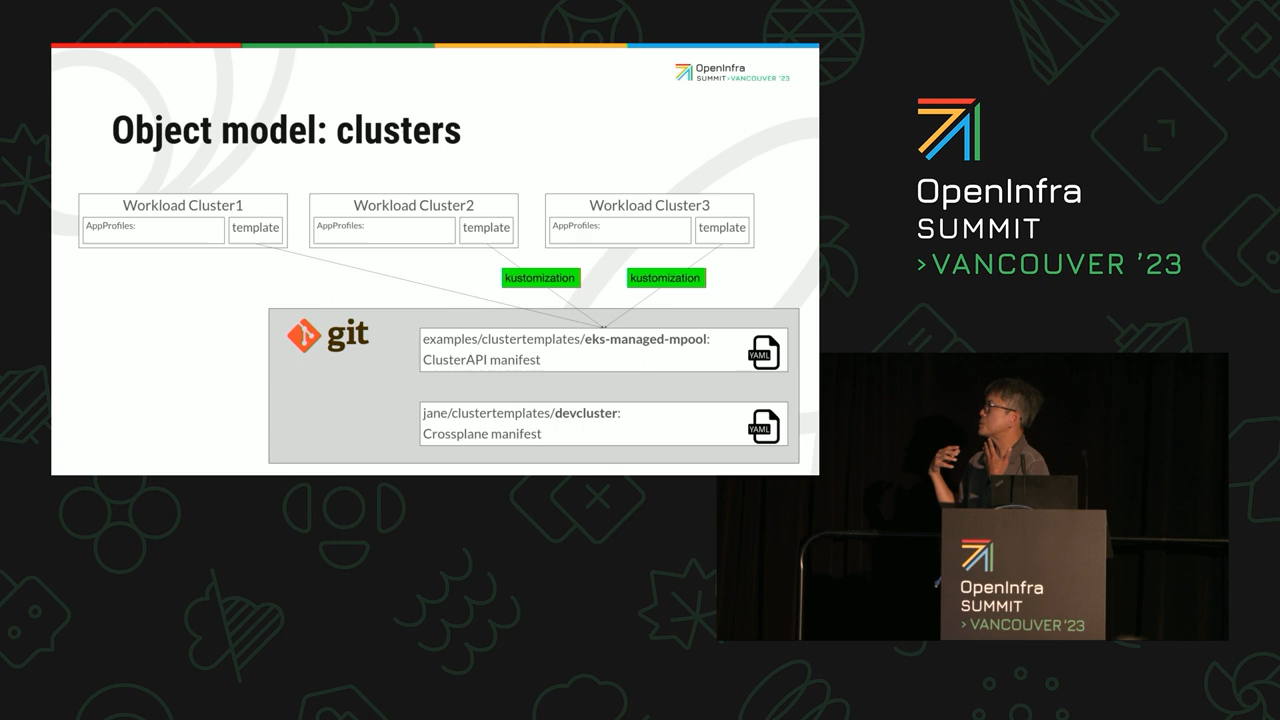 OpenInfra
SUMMIT›VANCOUVER '23
Object model: clusters
Workload Cluster1
AppProfiles:
template
Workload Cluster2
AppProfiles:
template
Workload Cluster3
AppProfiles:
template
kustomization
kustomization
git
examples/clustertemplates/eks-managed-mpool:
ClusterAPI manifest
YAML
jane/clustertemplates/devcluster:
Crossplane manifest
YAML
OpenInfra
SUMMIT
›VANCOUVER '23
OpenInfra
SUMMIT
›VANCOUVER '23